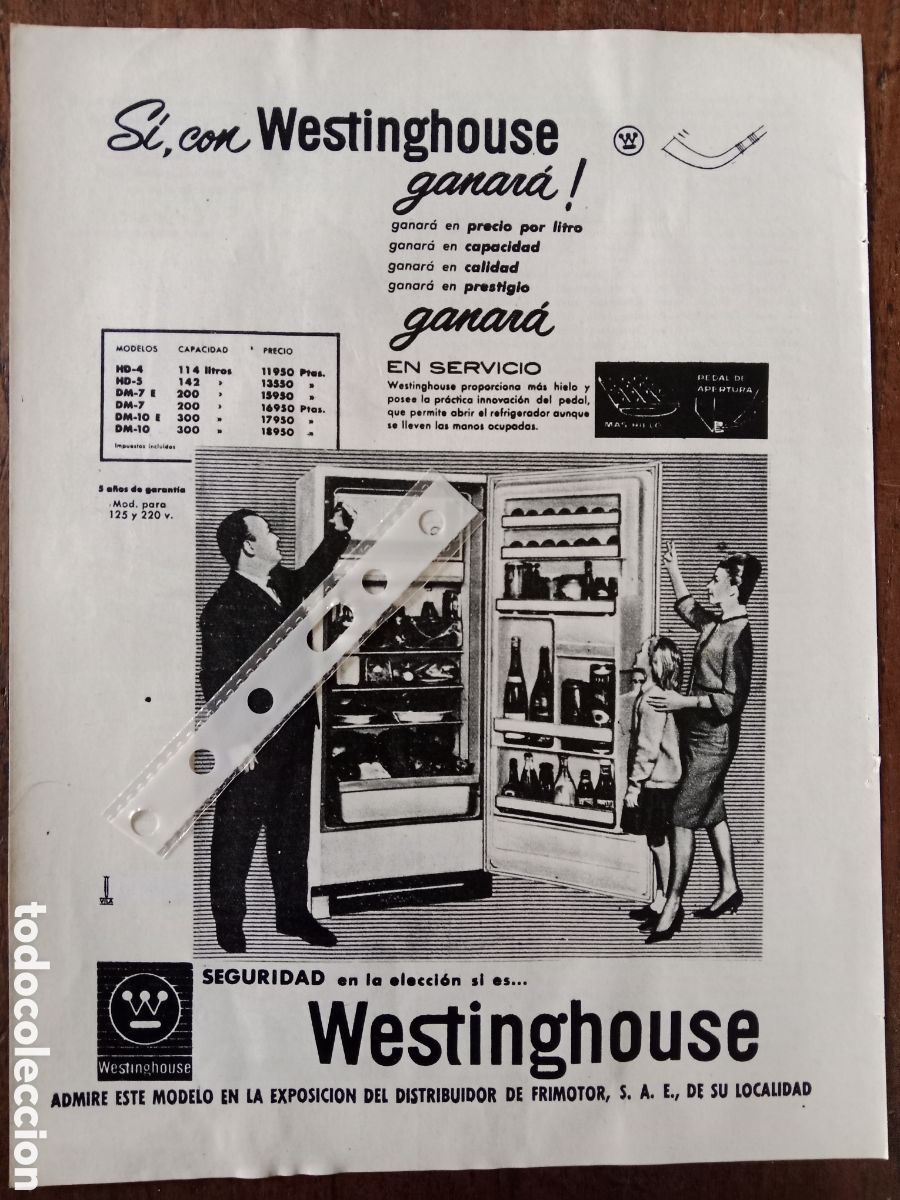 Sí, con Westinghouse
ganará!
ganará en precio por litro
ganará en capacidad
ganará en calidad
ganará en prestigio
ganará
EN SERVICIO
Westinghouse proporciona más hielo y
posee la práctica innovación del pedal,
que permite abrir el refrigerador aunque
se lleven las manos ocupadas.
MAS HIELO
PEDAL DE
APERTURA
MODELOS CAPACIDAD PRECIO
HD-4 114 litros 11950 Ptas.
HD-5 142 » 13550 »
DM-7 E 200 » 15950 »
DM-7 200 » 16950 Ptas.
DM-10 E 300 » 17950 »
DM-10 300 » 18950 »
Impuestos incluidos
5 años de garantía
Mod. para
125 y 220 v.
VILA
SEGURIDAD en la elección si es...
Westinghouse
Westinghouse
ADMIRE ESTE MODELO EN LA EXPOSICION DEL DISTRIBUIDOR DE FRIMOTOR, S. A. E., DE SU LOCALIDAD
todocoleccion